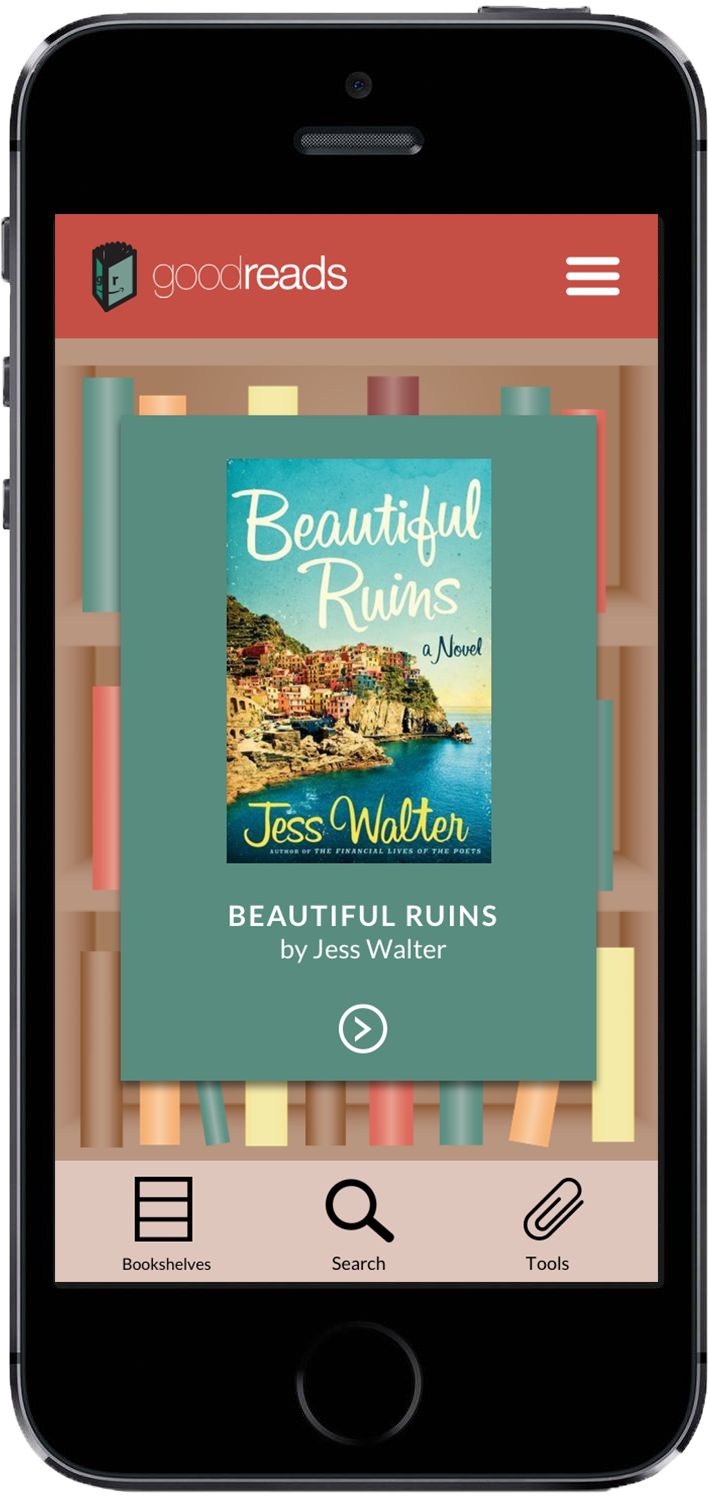 goodreads
Beautiful
Ruins
a Novel
Jess Walter
AUTHOR OF THE FINANCIAL LIVES OF THE POETS
BEAUTIFUL RUINS
by Jess Walter
Bookshelves
Search
Tools